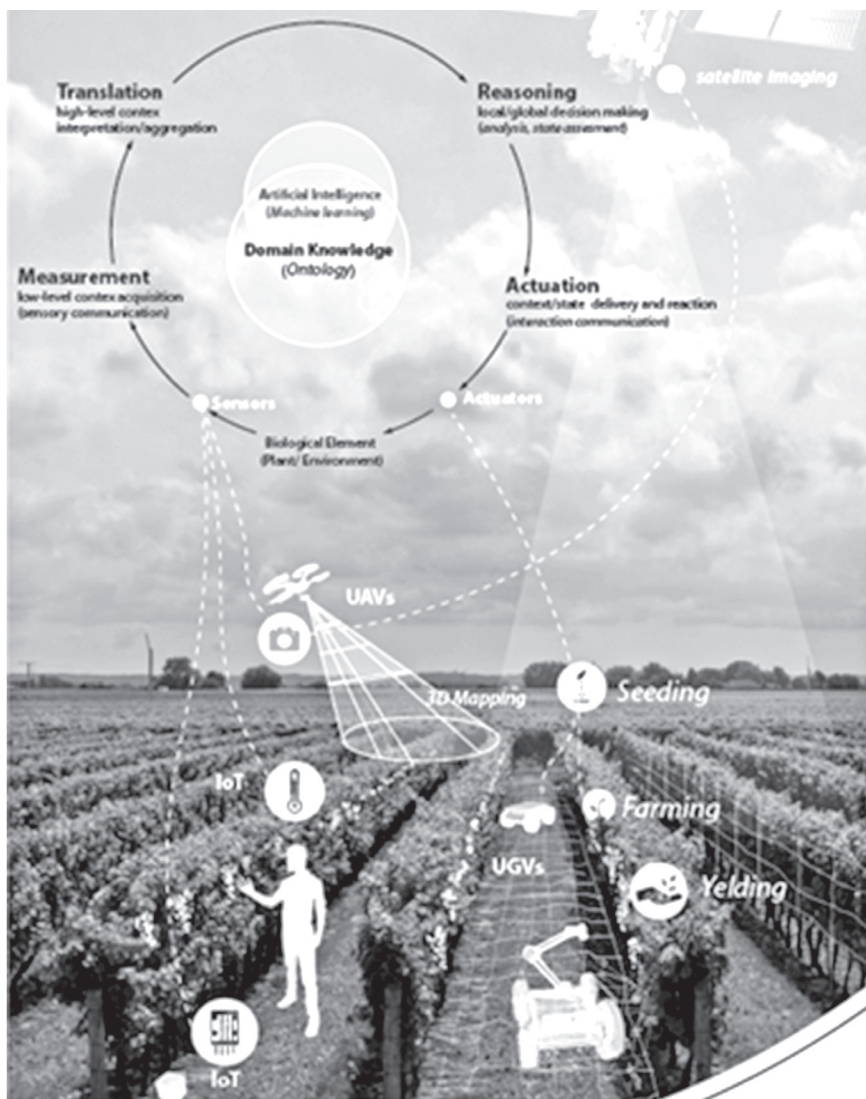 Translation
high-level contex
interpretation/aggregation
Reasoning
local/global decision making
(analysis, state assesment)
satellite imaging
Artificial Intelligence
(Machine learning)
Domain Knowledge
(Ontology)
Measurement
low-level contex acquisition
(sensory communication)
Actuation
context/state delivery and reaction
(interaction communication)
Sensors
Actuators
Biological Element
(Plant/ Environment)
UAVs
3D Mapping
Seeding
IoT
Farming
UGVs
Yelding
IoT